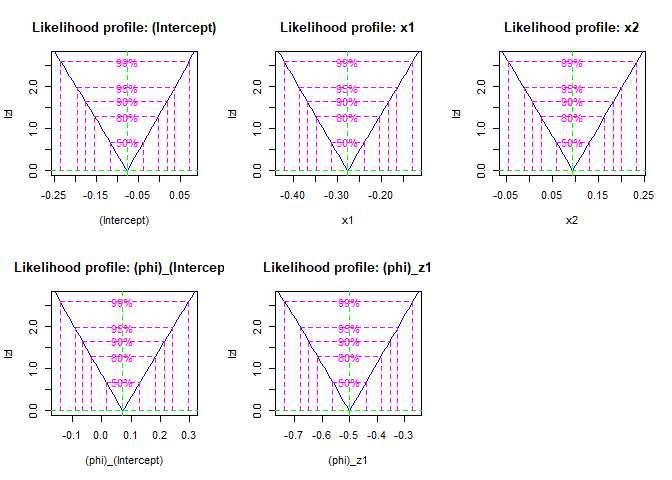 Likelihood profile: (Intercept)
|z|
0.0 1.0 2.0
99%
95%
90%
80%
50%
-0.25 -0.15 -0.05 0.05
(Intercept)
Likelihood profile: x1
|z|
0.0 1.0 2.0
99%
95%
90%
80%
50%
-0.40 -0.30 -0.20
x1
Likelihood profile: x2
|z|
0.0 1.0 2.0
99%
95%
90%
80%
50%
-0.05 0.05 0.15 0.25
x2
Likelihood profile: (phi)_(Intercep
|z|
0.0 1.0 2.0
99%
95%
90%
80%
50%
-0.1 0.0 0.1 0.2 0.3
(phi)_(Intercept)
Likelihood profile: (phi)_z1
|z|
0.0 1.0 2.0
99%
95%
90%
80%
50%
-0.7 -0.6 -0.5 -0.4 -0.3
(phi)_z1